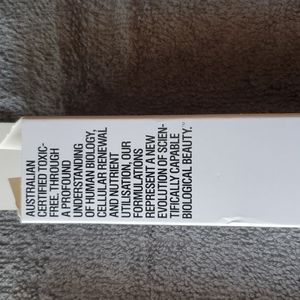 AUSTRALIAN
CERTIFIED TOXIC-
FREE. THROUGH
A PROFOUND
UNDERSTANDING
OF HUMAN BIOLOGY,
CELLULAR RENEWAL
AND NUTRIENT
UTILISATION, OUR
FORMULATIONS
REPRESENT A NEW
EVOLUTION OF SCIEN-
TIFICALLY CAPABLE
BIOLOGICAL BEAUTY.™